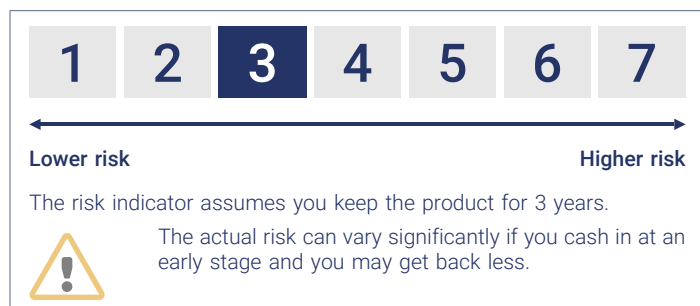 1 2 3 4 5 6 7
Lower risk Higher risk
The risk indicator assumes you keep the product for 3 years.
The actual risk can vary significantly if you cash in at an
early stage and you may get back less.